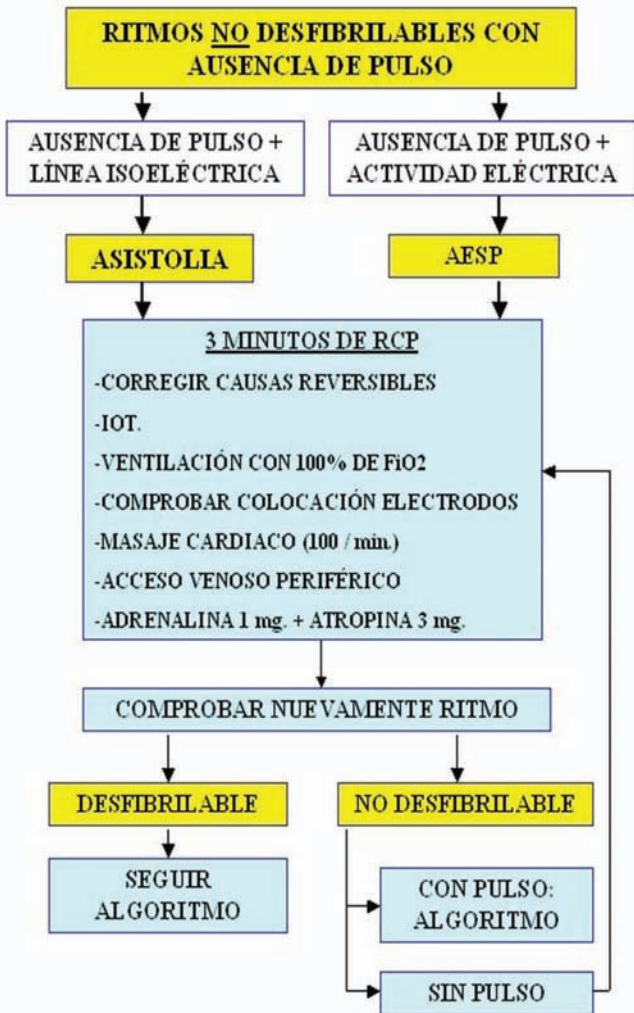 RITMOS NO DESFIBRILABLES CON
AUSENCIA DE PULSO
AUSENCIA DE PULSO +
LÍNEA ISOELÉCTRICA
AUSENCIA DE PULSO +
ACTIVIDAD ELÉCTRICA
ASISTOLIA
AESP
3 MINUTOS DE RCP
-CORREGIR CAUSAS REVERSIBLES
-IOT.
-VENTILACIÓN CON 100% DE FiO2
-COMPROBAR COLOCACIÓN ELECTRODOS
-MASAJE CARDIACO (100 / min.)
-ACCESO VENOSO PERIFÉRICO
-ADRENALINA 1 mg. + ATROPINA 3 mg.
COMPROBAR NUEVAMENTE RITMO
DESFIBRILABLE
NO DESFIBRILABLE
SEGUIR
ALGORITMO
CON PULSO:
ALGORITMO
SIN PULSO